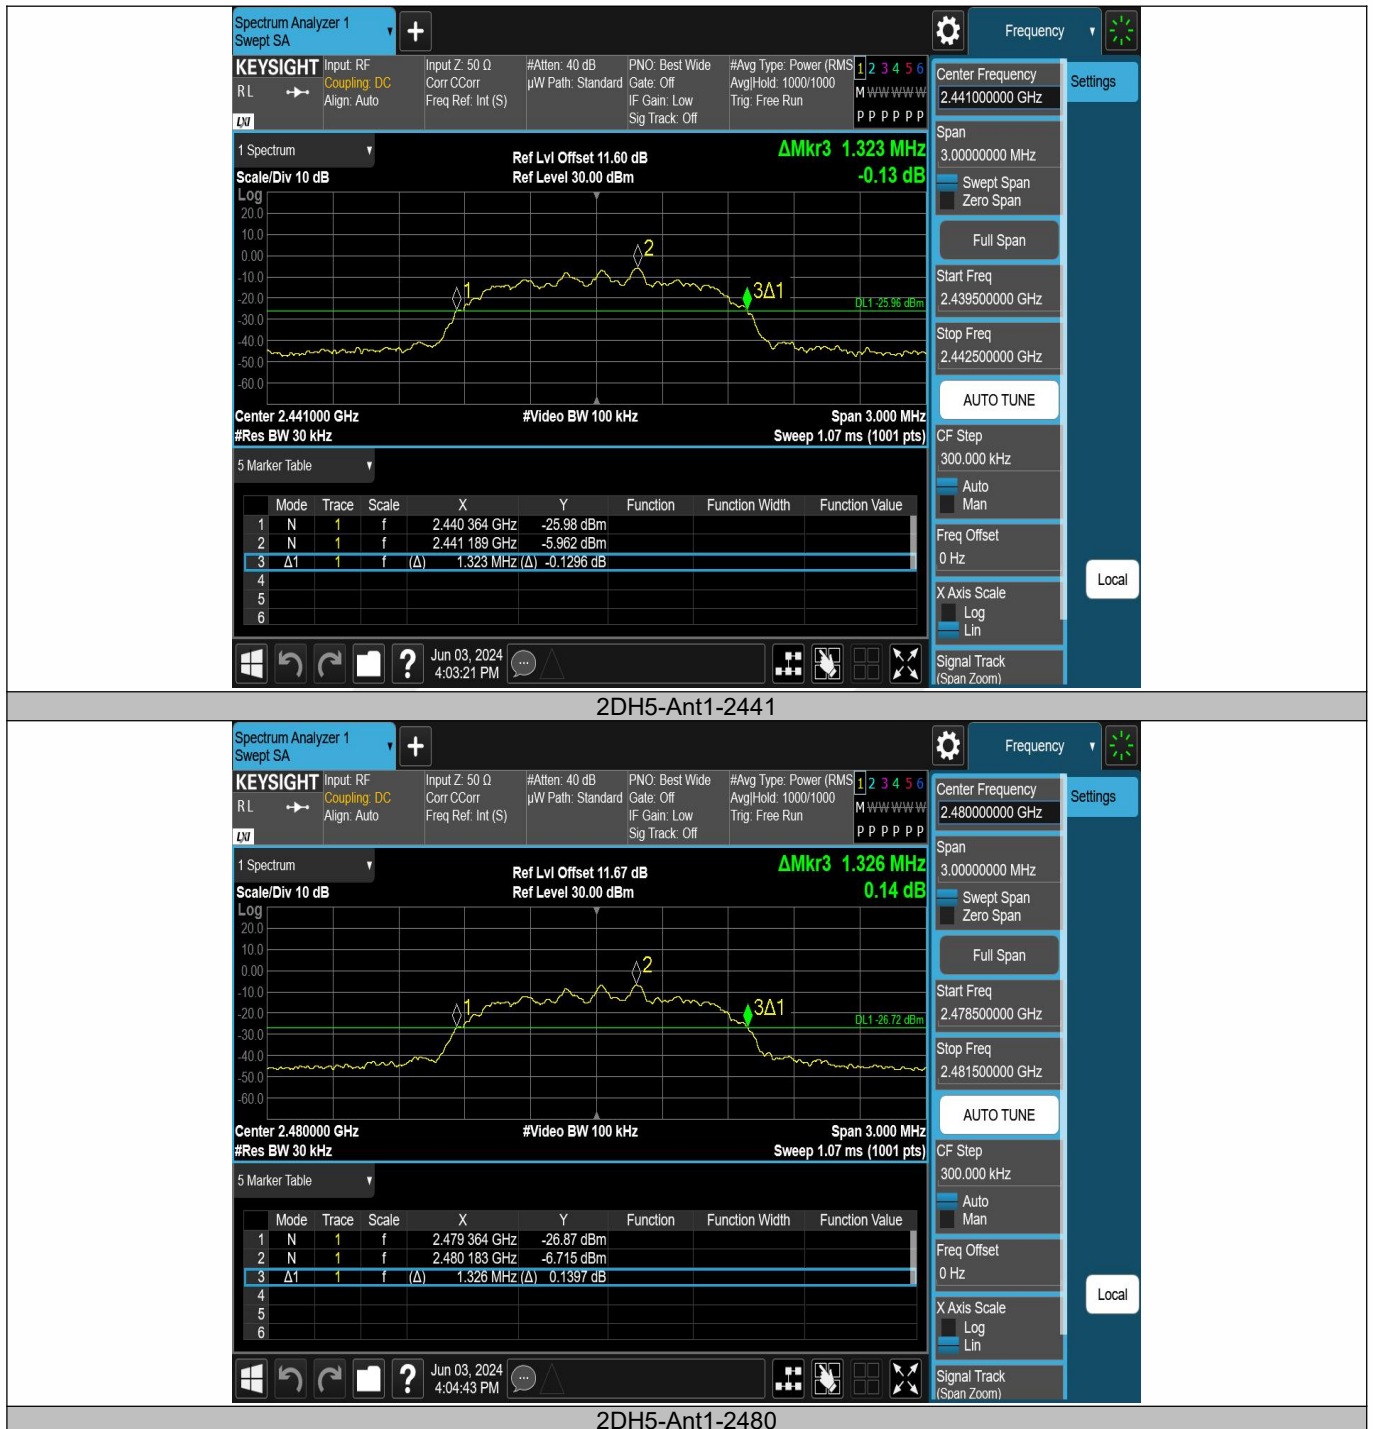 Spectrum Analyzer 1
Swept SA
+
Frequency
KEYSIGHT
RL
LXI
Input: RF
Coupling: DC
Align: Auto
Input Z: 50 Ω
Corr CCorr
Freq Ref: Int (S)
#Atten: 40 dB
µW Path: Standard
PNO: Best Wide
Gate: Off
IF Gain: Low
Sig Track: Off
#Avg Type: Power (RMS
Avg|Hold: 1000/1000
Trig: Free Run
1 2 3 4 5 6
M W W W W W
P P P P P P
1 Spectrum
Scale/Div 10 dB
Ref Lvl Offset 11.60 dB
Ref Level 30.00 dBm
ΔMkr3 1.323 MHz
-0.13 dB
Log
20.0
10.0
0.00
-10.0
-20.0
-30.0
-40.0
-50.0
-60.0
1
2
3Δ1
DL1 -25.96 dBm
Center 2.441000 GHz
#Video BW 100 kHz
Span 3.000 MHz
#Res BW 30 kHz
Sweep 1.07 ms (1001 pts)
5 Marker Table
Mode Trace Scale X Y Function Function Width Function Value
1 N 1 f 2.440 364 GHz -25.98 dBm
2 N 1 f 2.441 189 GHz -5.962 dBm
3 Δ1 1 f (Δ) 1.323 MHz (Δ) -0.1296 dB
4
5
6
?
Jun 03, 2024
4:03:21 PM
Center Frequency
2.441000000 GHz
Settings
Span
3.00000000 MHz
Swept Span
Zero Span
Full Span
Start Freq
2.439500000 GHz
Stop Freq
2.442500000 GHz
AUTO TUNE
CF Step
300.000 kHz
Auto
Man
Freq Offset
0 Hz
Local
X Axis Scale
Log
Lin
Signal Track
(Span Zoom)
2DH5-Ant1-2441
Spectrum Analyzer 1
Swept SA
+
Frequency
KEYSIGHT
RL
LXI
Input: RF
Coupling: DC
Align: Auto
Input Z: 50 Ω
Corr CCorr
Freq Ref: Int (S)
#Atten: 40 dB
µW Path: Standard
PNO: Best Wide
Gate: Off
IF Gain: Low
Sig Track: Off
#Avg Type: Power (RMS
Avg|Hold: 1000/1000
Trig: Free Run
1 2 3 4 5 6
M W W W W W
P P P P P P
1 Spectrum
Scale/Div 10 dB
Ref Lvl Offset 11.67 dB
Ref Level 30.00 dBm
ΔMkr3 1.326 MHz
0.14 dB
Log
20.0
10.0
0.00
-10.0
-20.0
-30.0
-40.0
-50.0
-60.0
1
2
3Δ1
DL1 -26.72 dBm
Center 2.480000 GHz
#Video BW 100 kHz
Span 3.000 MHz
#Res BW 30 kHz
Sweep 1.07 ms (1001 pts)
5 Marker Table
Mode Trace Scale X Y Function Function Width Function Value
1 N 1 f 2.479 364 GHz -26.87 dBm
2 N 1 f 2.480 183 GHz -6.715 dBm
3 Δ1 1 f (Δ) 1.326 MHz (Δ) 0.1397 dB
4
5
6
?
Jun 03, 2024
4:04:43 PM
Center Frequency
2.480000000 GHz
Settings
Span
3.00000000 MHz
Swept Span
Zero Span
Full Span
Start Freq
2.478500000 GHz
Stop Freq
2.481500000 GHz
AUTO TUNE
CF Step
300.000 kHz
Auto
Man
Freq Offset
0 Hz
Local
X Axis Scale
Log
Lin
Signal Track
(Span Zoom)
2DH5-Ant1-2480